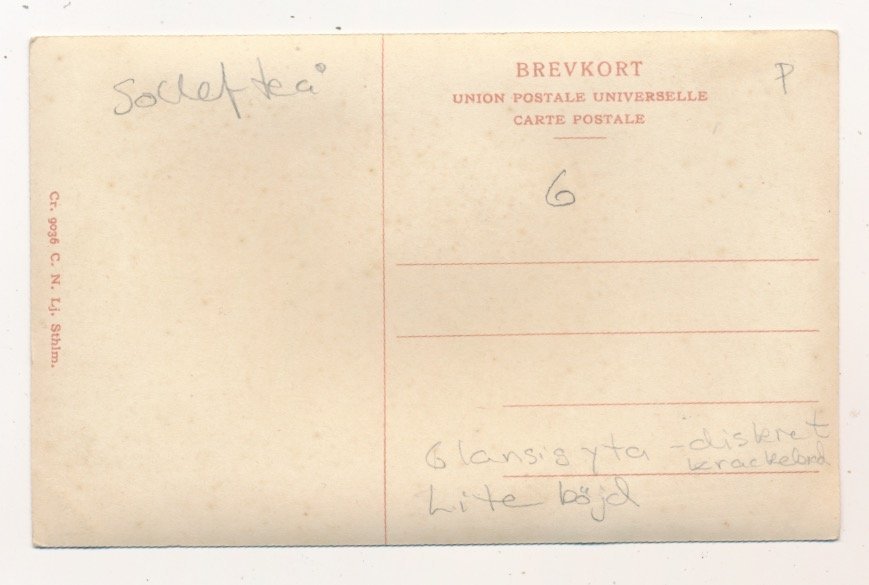 Sollefteå
BREVKORT
UNION POSTALE UNIVERSELLE
CARTE POSTALE
P
6
Cr. 9036 C. N. Lj. Sthlm.
Glansig yta - diskret
krackelerad
Lite böjd